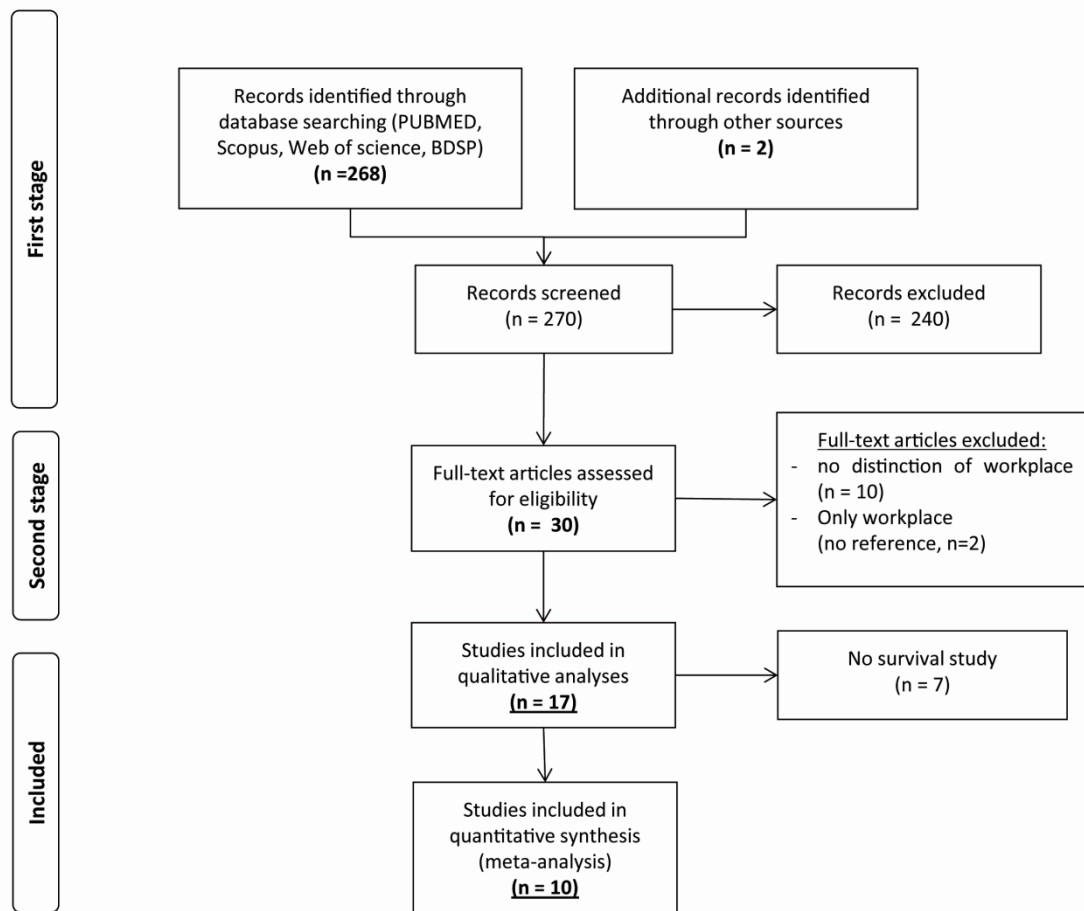 First stage
Records identified through
database searching (PUBMED,
Scopus, Web of science, BDSP)
(n =268)
Additional records identified
through other sources
(n = 2)
Records screened
(n = 270)
Records excluded
(n = 240)
Second stage
Full-text articles assessed
for eligibility
(n = 30)
Full-text articles excluded:
- no distinction of workplace
(n = 10)
- Only workplace
(no reference, n=2)
Included
Studies included in
qualitative analyses
(n = 17)
No survival study
(n = 7)
Studies included in
quantitative synthesis
(meta-analysis)
(n = 10)